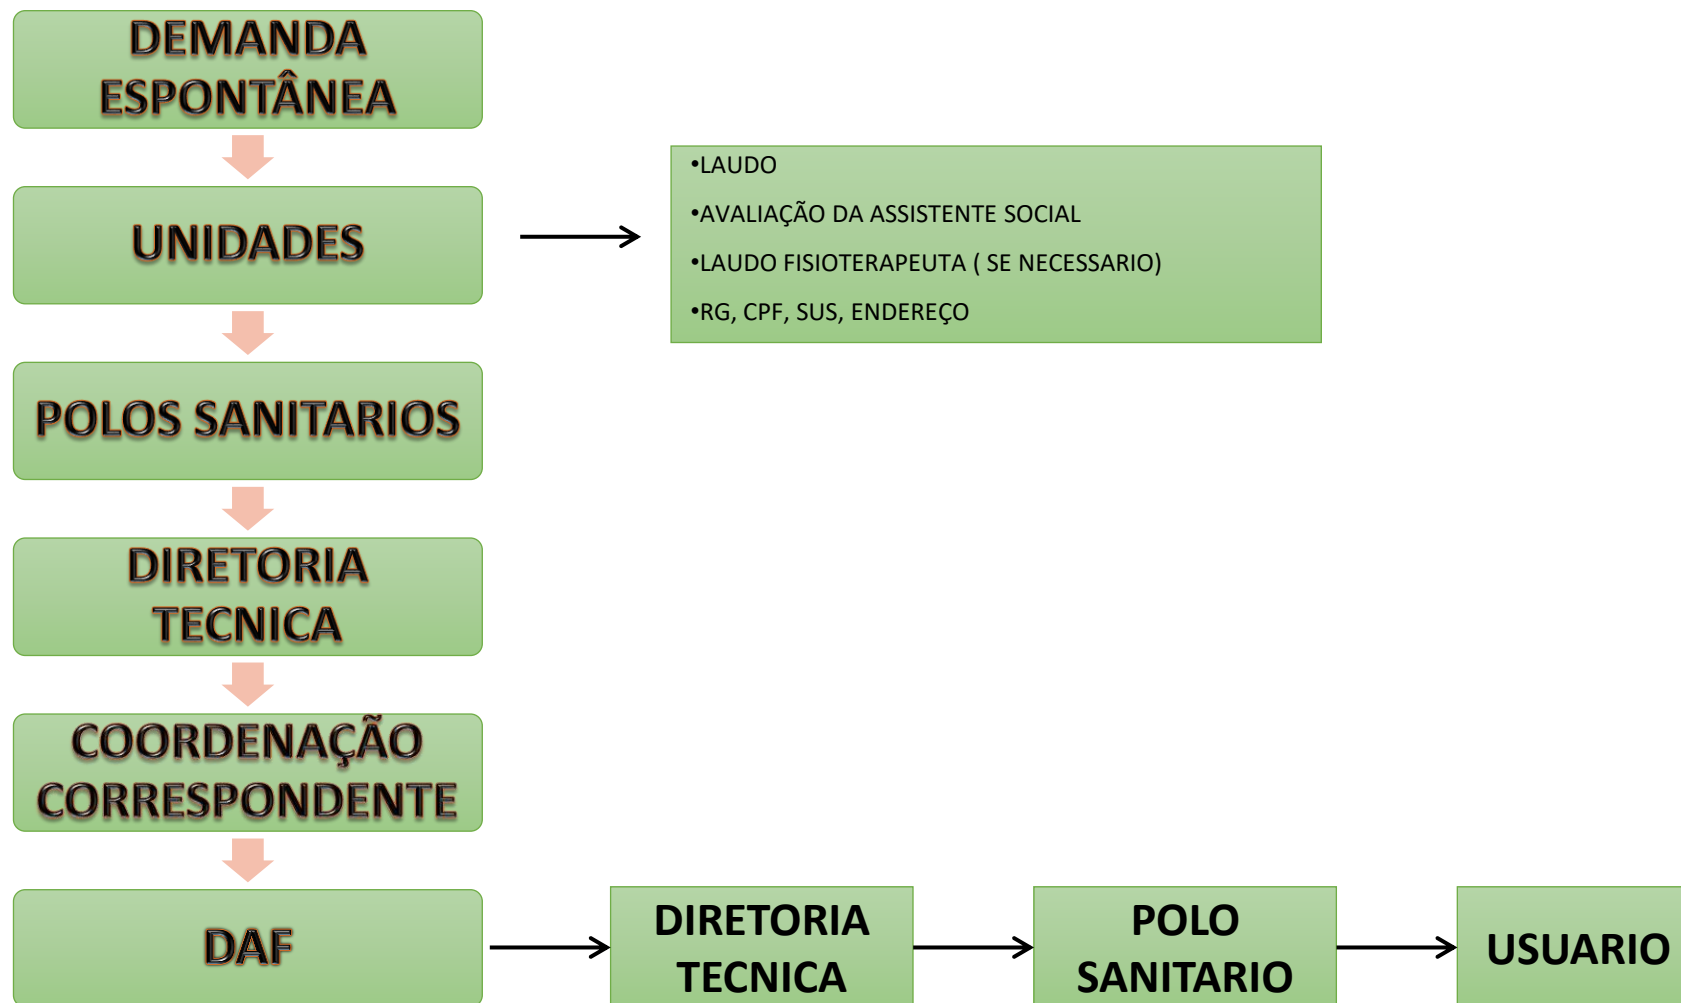 DEMANDA
ESPONTÂNEA
UNIDADES
•LAUDO
•AVALIAÇÃO DA ASSISTENTE SOCIAL
•LAUDO FISIOTERAPEUTA ( SE NECESSARIO)
•RG, CPF, SUS, ENDEREÇO
POLOS SANITARIOS
DIRETORIA
TECNICA
COORDENAÇÃO
CORRESPONDENTE
DAF
DIRETORIA
TECNICA
POLO
SANITARIO
USUARIO